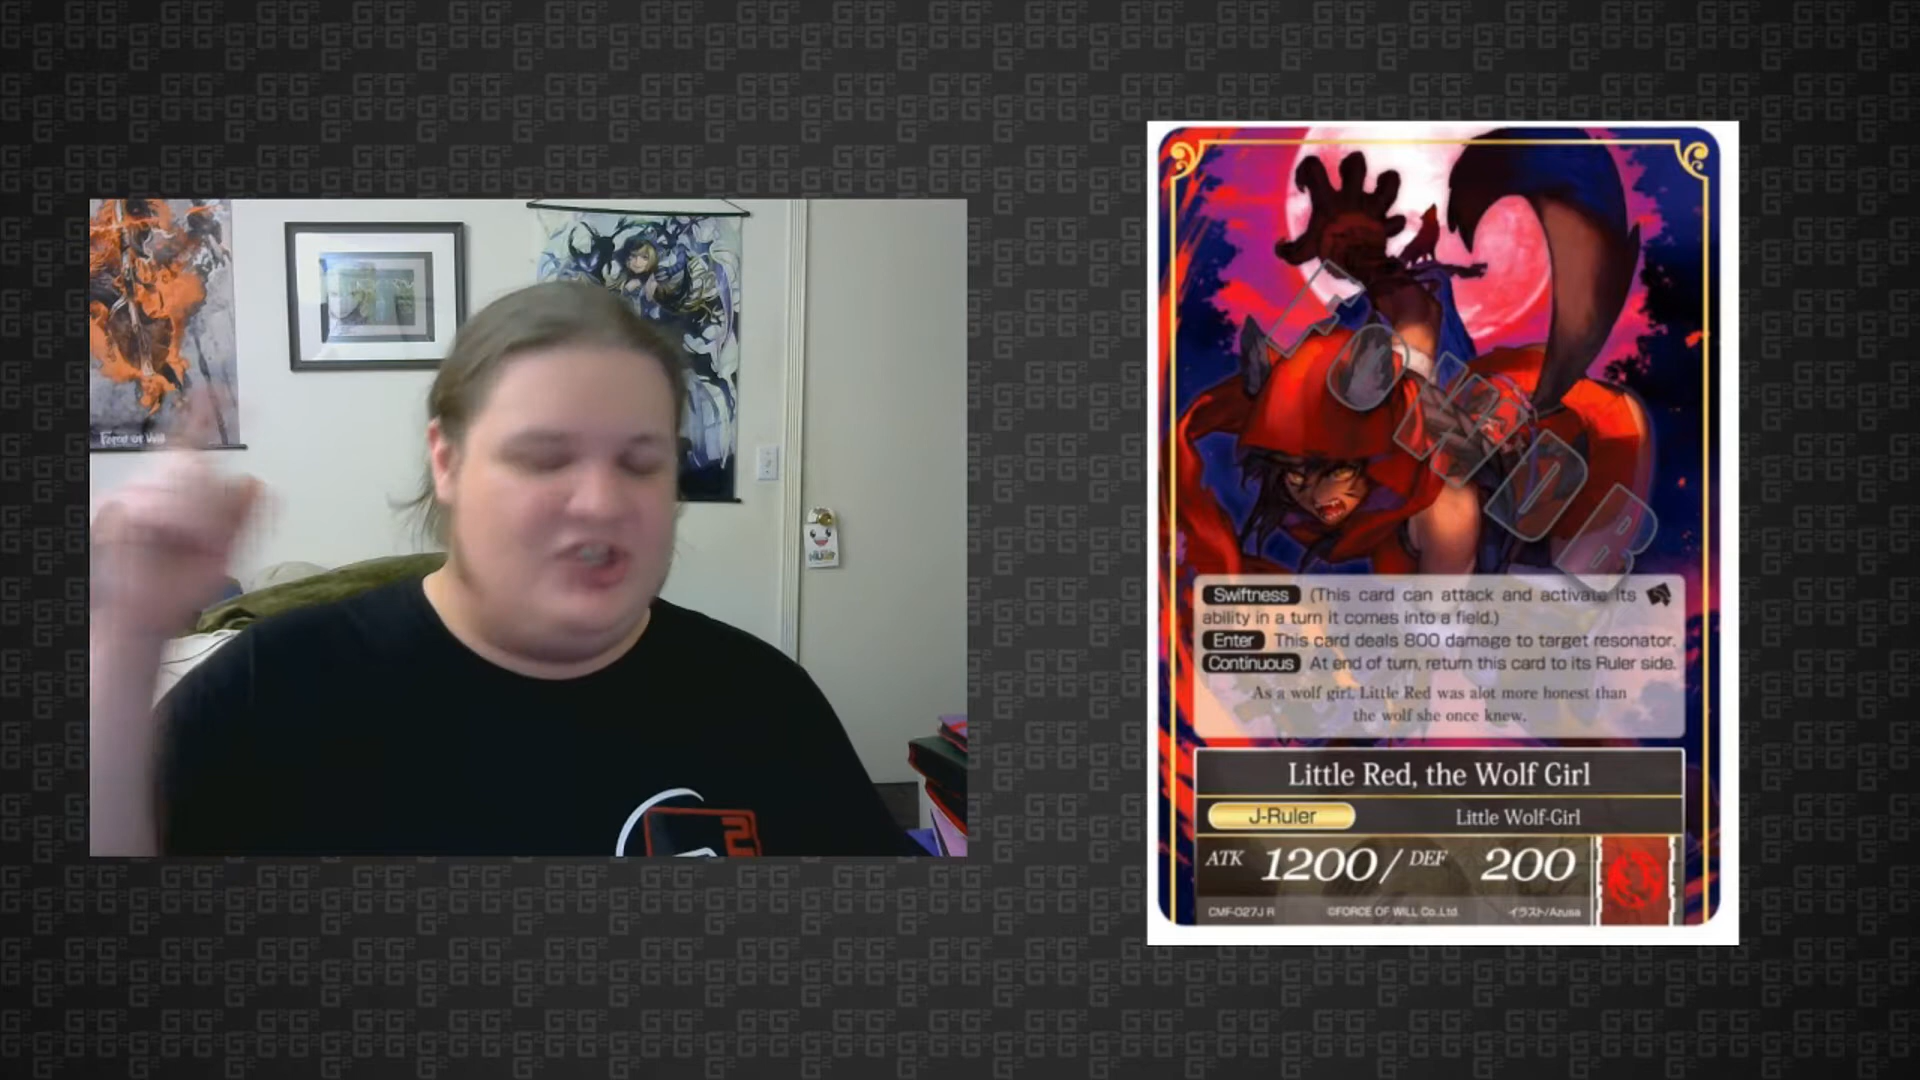 FORCE OF WILL
FOWDB
Swiftness (This card can attack and activate its
ability in a turn it comes into a field.)
Enter This card deals 800 damage to target resonator.
Continuous At end of turn, return this card to its Ruler side.
As a wolf girl, Little Red was alot more honest than
the wolf she once knew.
Little Red, the Wolf Girl
J-Ruler Little Wolf-Girl
ATK 1200 / DEF 200
CMF-027J R ©FORCE OF WILL Co.,Ltd. イラスト/Azusa